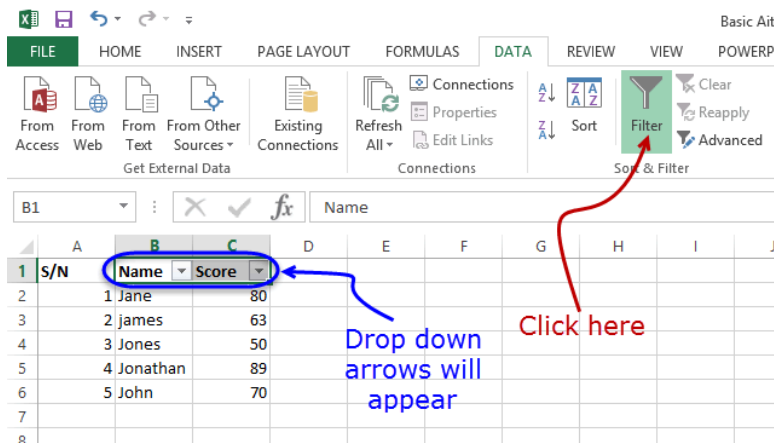 Basic Ait
FILE HOME INSERT PAGE LAYOUT FORMULAS DATA REVIEW VIEW POWERP
Connections
Properties
Edit Links
From Access
From Web
From Text
From Other Sources
Existing Connections
Refresh All
Sort
Filter
Clear
Reapply
Advanced
Get External Data Connections Sort & Filter
B1 fx Name
A B C D E F G H I J
1 S/N Name Score
2 1 Jane 80
3 2 james 63
4 3 Jones 50
5 4 Jonathan 89
6 5 John 70
7
8
Drop down
arrows will
appear
Click here